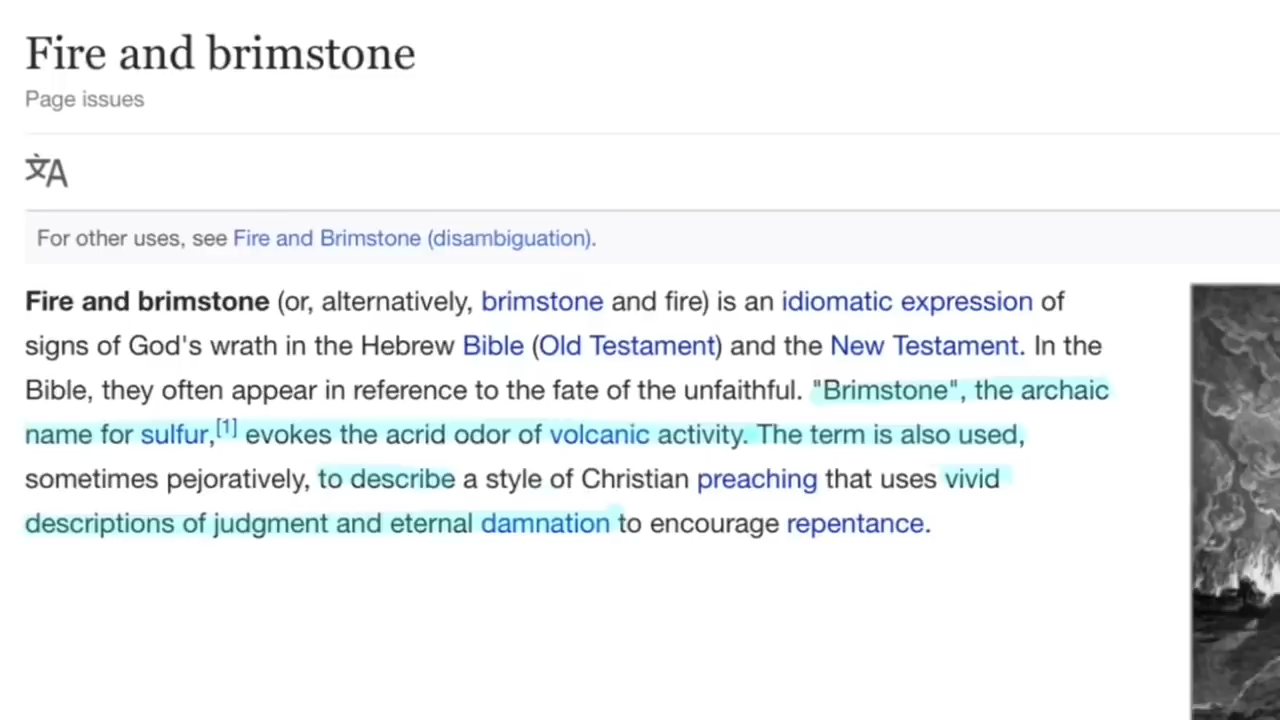 Fire and brimstone
Page issues
文A
For other uses, see Fire and Brimstone (disambiguation).
Fire and brimstone (or, alternatively, brimstone and fire) is an idiomatic expression of
signs of God's wrath in the Hebrew Bible (Old Testament) and the New Testament. In the
Bible, they often appear in reference to the fate of the unfaithful. "Brimstone", the archaic
name for sulfur,[1] evokes the acrid odor of volcanic activity. The term is also used,
sometimes pejoratively, to describe a style of Christian preaching that uses vivid
descriptions of judgment and eternal damnation to encourage repentance.